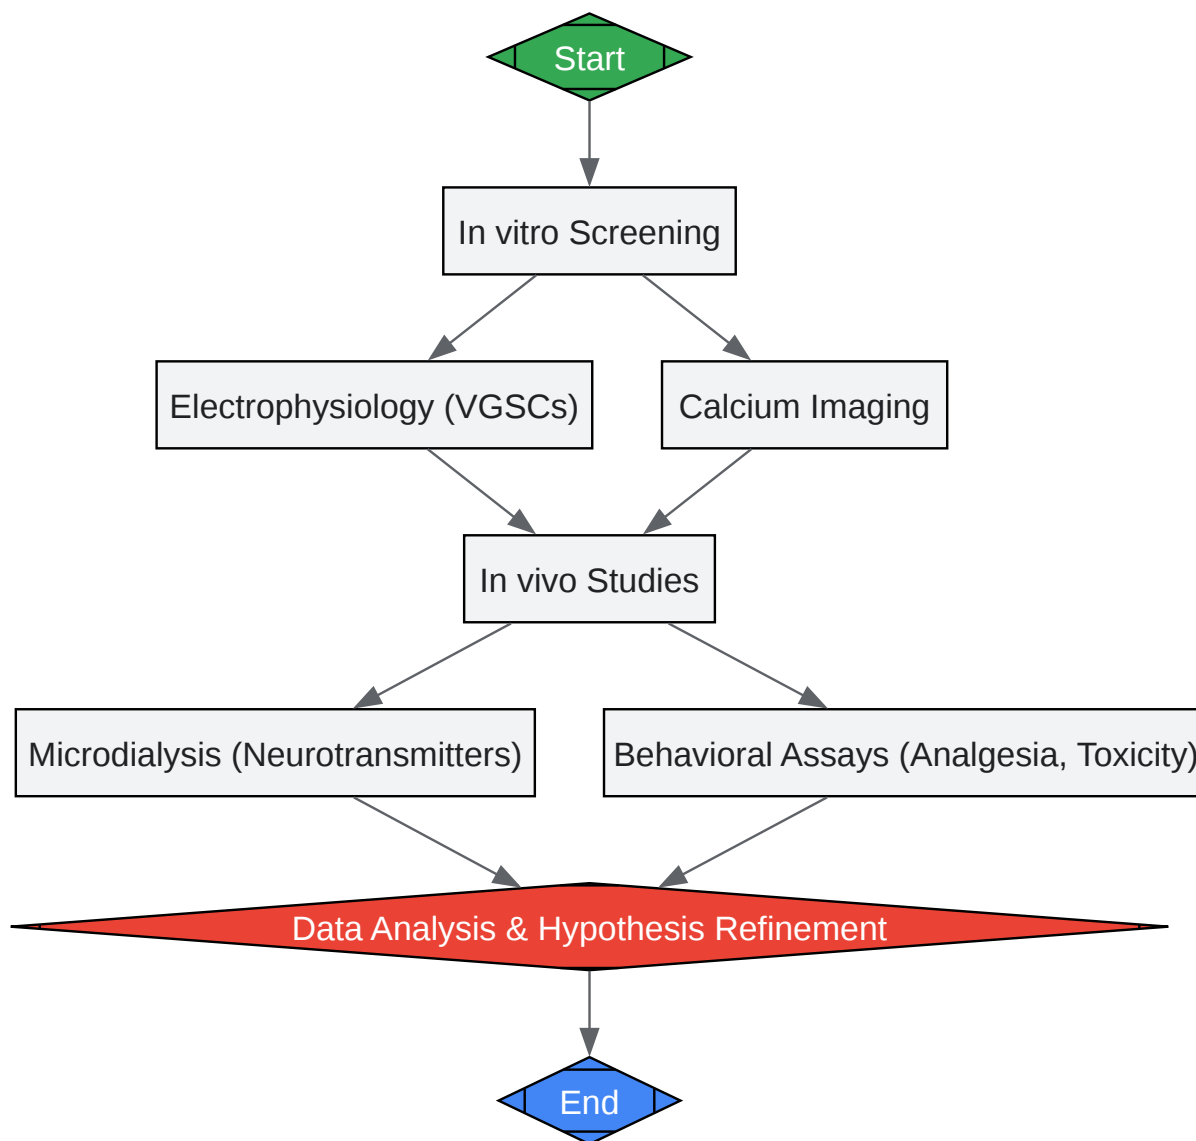 Start
In vitro Screening
Electrophysiology (VGSCs)
Calcium Imaging
In vivo Studies
Microdialysis (Neurotransmitters)
Behavioral Assays (Analgesia, Toxicity)
Data Analysis & Hypothesis Refinement
End